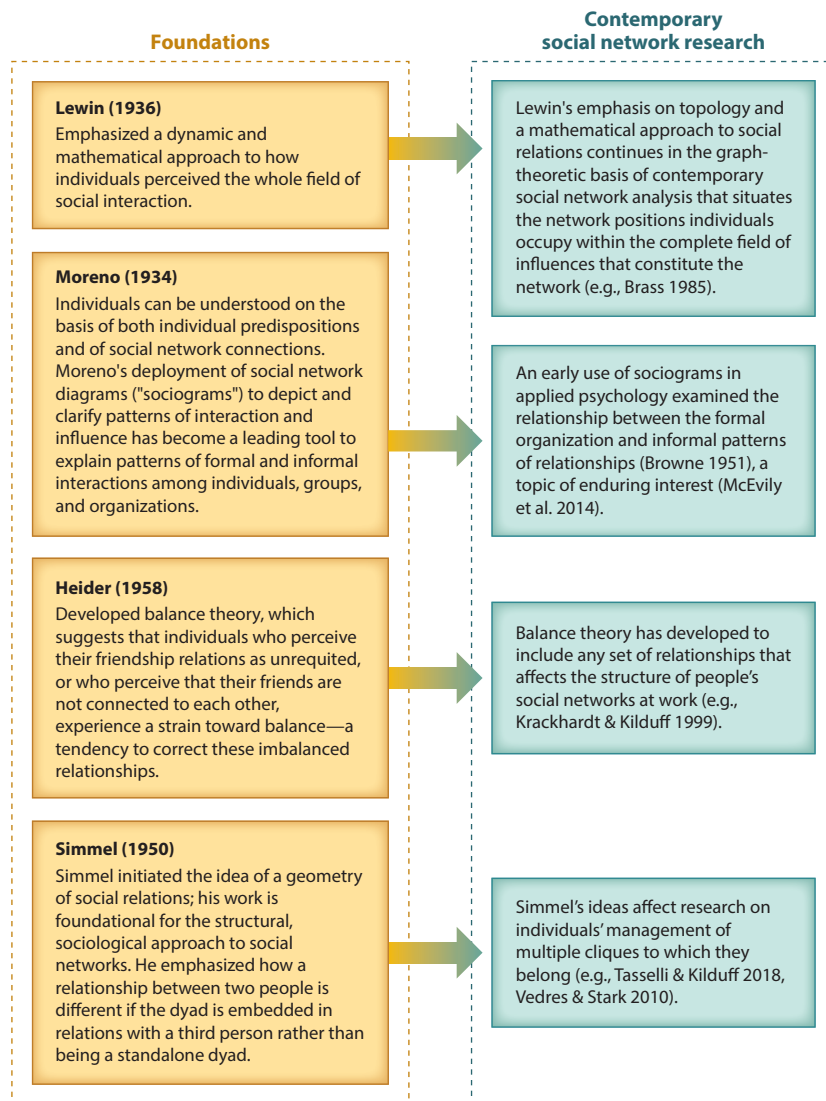 Foundations
Contemporary
social network research
Lewin (1936)
Emphasized a dynamic and
mathematical approach to how
individuals perceived the whole field of
social interaction.
Lewin's emphasis on topology and
a mathematical approach to social
relations continues in the graph-
theoretic basis of contemporary
social network analysis that situates
the network positions individuals
occupy within the complete field of
influences that constitute the
network (e.g., Brass 1985).
Moreno (1934)
Individuals can be understood on the
basis of both individual predispositions
and of social network connections.
Moreno's deployment of social network
diagrams ("sociograms") to depict and
clarify patterns of interaction and
influence has become a leading tool to
explain patterns of formal and informal
interactions among individuals, groups,
and organizations.
An early use of sociograms in
applied psychology examined the
relationship between the formal
organization and informal patterns
of relationships (Browne 1951), a
topic of enduring interest (McEvily
et al. 2014).
Heider (1958)
Developed balance theory, which
suggests that individuals who perceive
their friendship relations as unrequited,
or who perceive that their friends are
not connected to each other,
experience a strain toward balance—a
tendency to correct these imbalanced
relationships.
Balance theory has developed to
include any set of relationships that
affects the structure of people's
social networks at work (e.g.,
Krackhardt & Kilduff 1999).
Simmel (1950)
Simmel initiated the idea of a geometry
of social relations; his work is
foundational for the structural,
sociological approach to social
networks. He emphasized how a
relationship between two people is
different if the dyad is embedded in
relations with a third person rather than
being a standalone dyad.
Simmel's ideas affect research on
individuals' management of
multiple cliques to which they
belong (e.g., Tasselli & Kilduff 2018,
Vedres & Stark 2010).